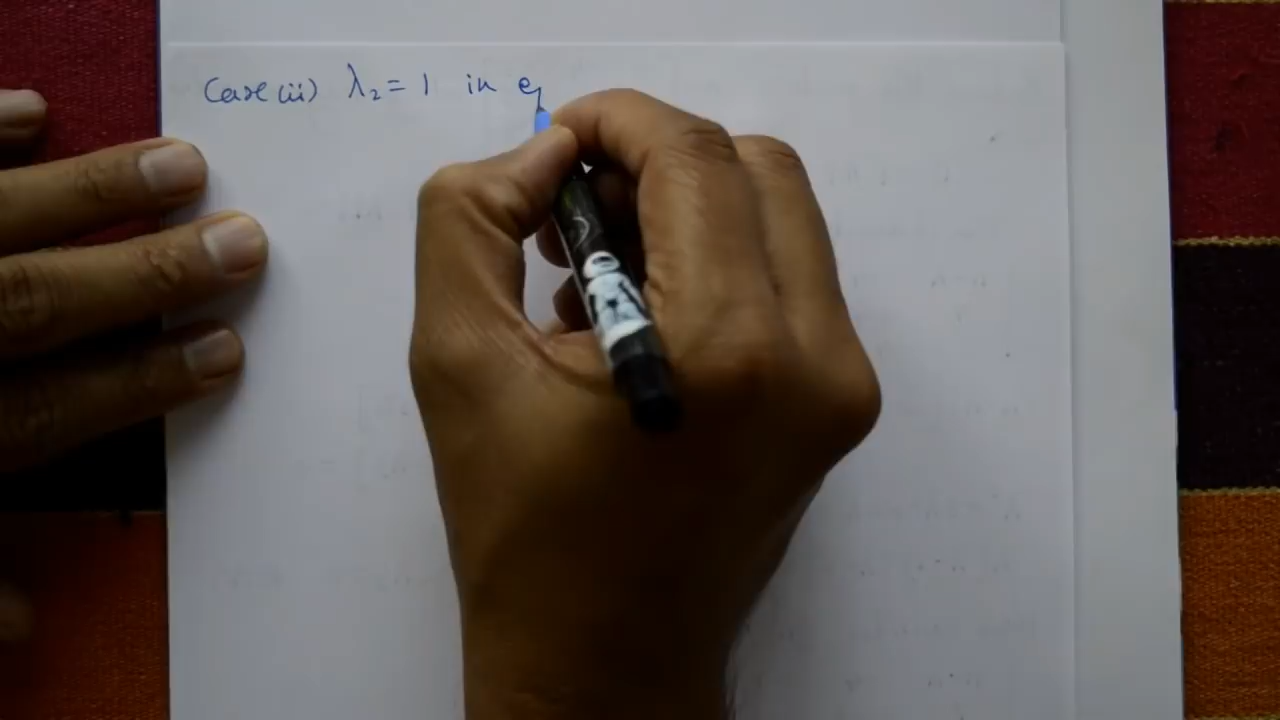 Case (ii) λ₂ = 1 in eq